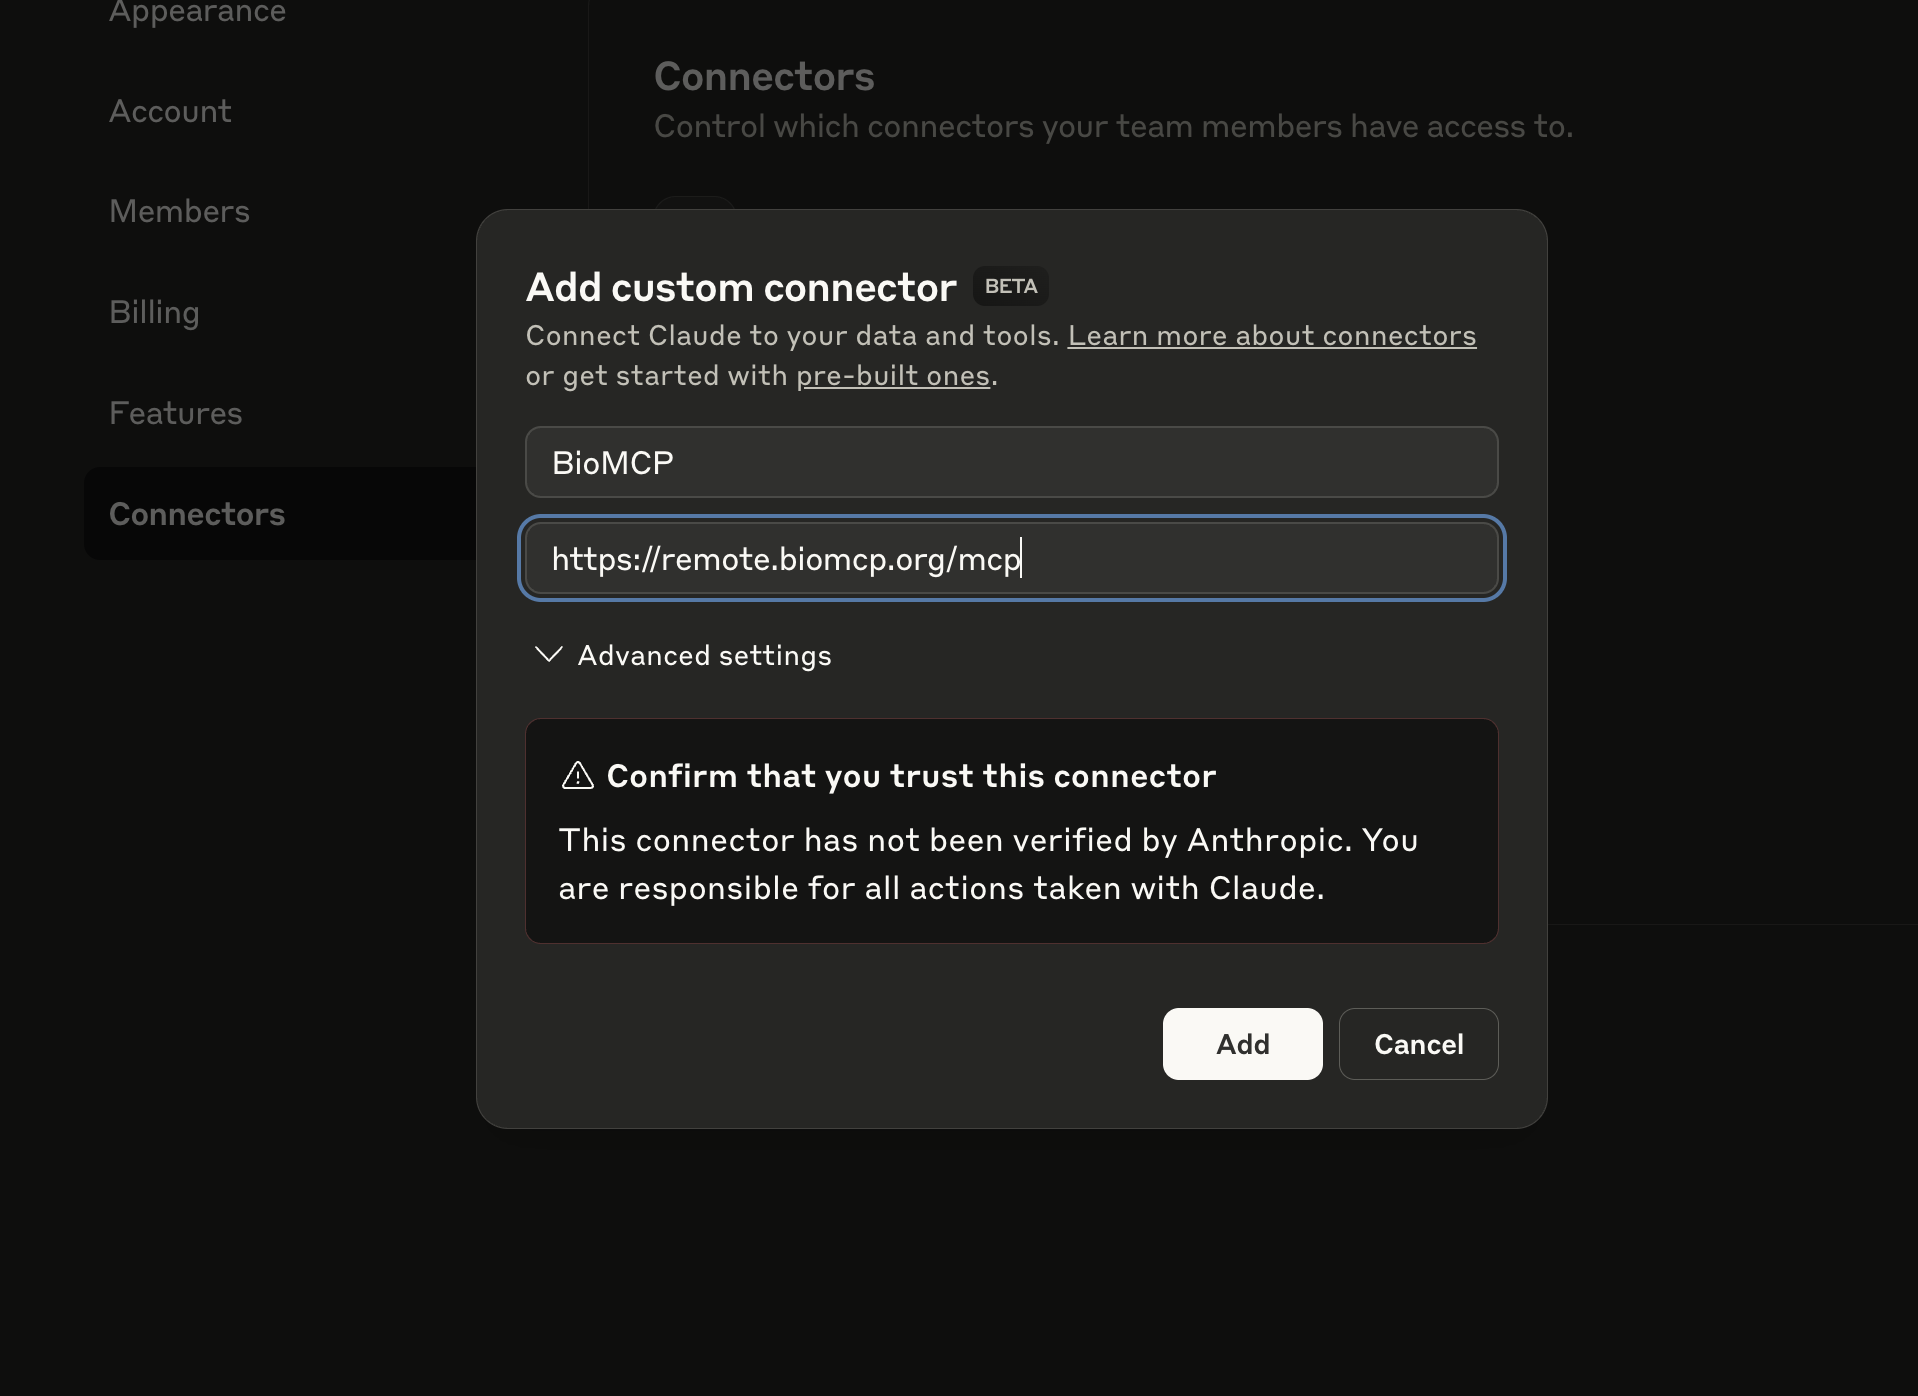 Appearance
Account
Members
Billing
Features
Connectors
Connectors
Control which connectors your team members have access to.
Add custom connector BETA
Connect Claude to your data and tools. Learn more about connectors
or get started with pre-built ones.
BioMCP
https://remote.biomcp.org/mcp
Advanced settings
Confirm that you trust this connector
This connector has not been verified by Anthropic. You
are responsible for all actions taken with Claude.
Add
Cancel